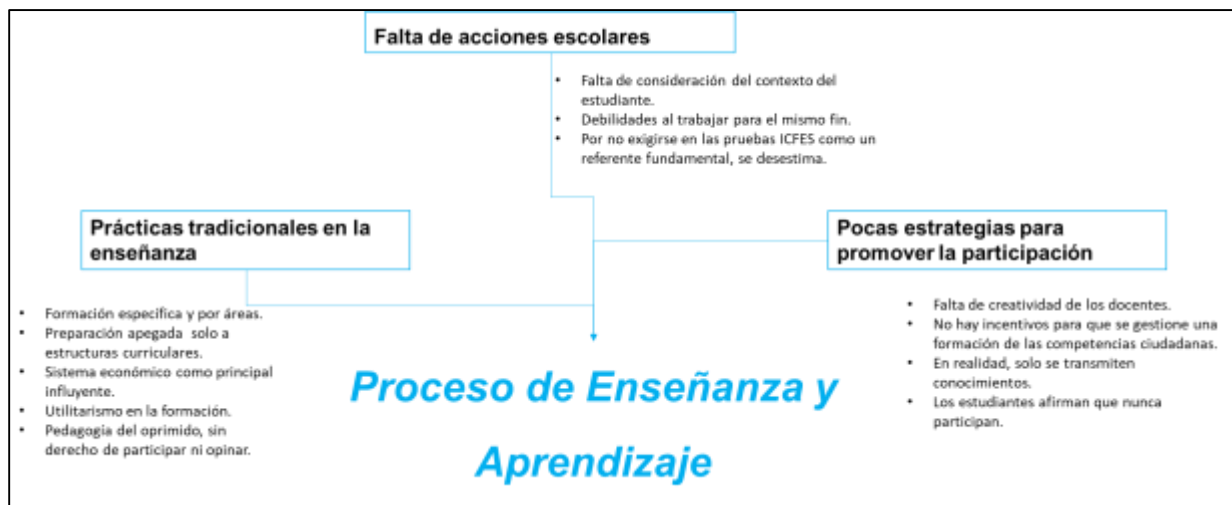 Falta de acciones escolares
• Falta de consideración del contexto del
estudiante.
• Debilidades al trabajar para el mismo fin.
• Por no exigirse en las pruebas ICFES como un
referente fundamental, se desestima.
Prácticas tradicionales en la
enseñanza
• Formación específica y por áreas.
• Preparación apegada solo a
estructuras curriculares.
• Sistema económico como principal
influyente.
• Utilitarismo en la formación.
• Pedagogía del oprimido, sin
derecho de participar ni opinar.
Pocas estrategias para
promover la participación
• Falta de creatividad de los docentes.
• No hay incentivos para que se gestione una
formación de las competencias ciudadanas.
• En realidad, solo se transmiten
conocimientos.
• Los estudiantes afirman que nunca
participan.
Proceso de Enseñanza y
Aprendizaje